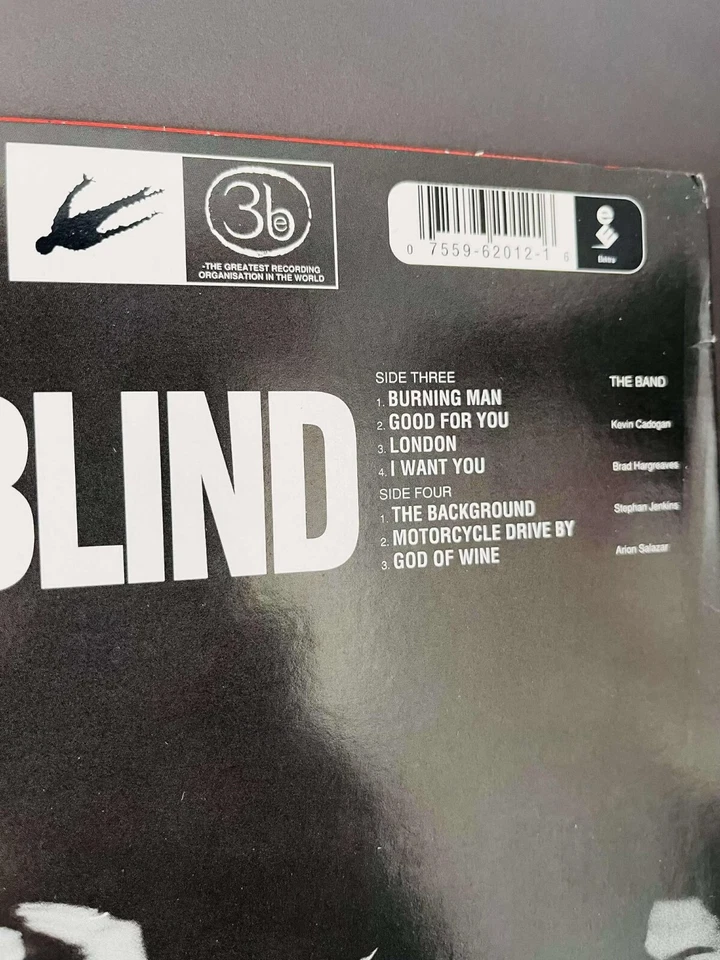 3eb
-THE GREATEST RECORDING
ORGANISATION IN THE WORLD
0 7559-62012-1 6
e
Elektra
BLIND
SIDE THREE
1. BURNING MAN
2. GOOD FOR YOU
3. LONDON
4. I WANT YOU
SIDE FOUR
1. THE BACKGROUND
2. MOTORCYCLE DRIVE BY
3. GOD OF WINE
THE BAND
Kevin Cadogan
Brad Hargreaves
Stephan Jenkins
Arion Salazar